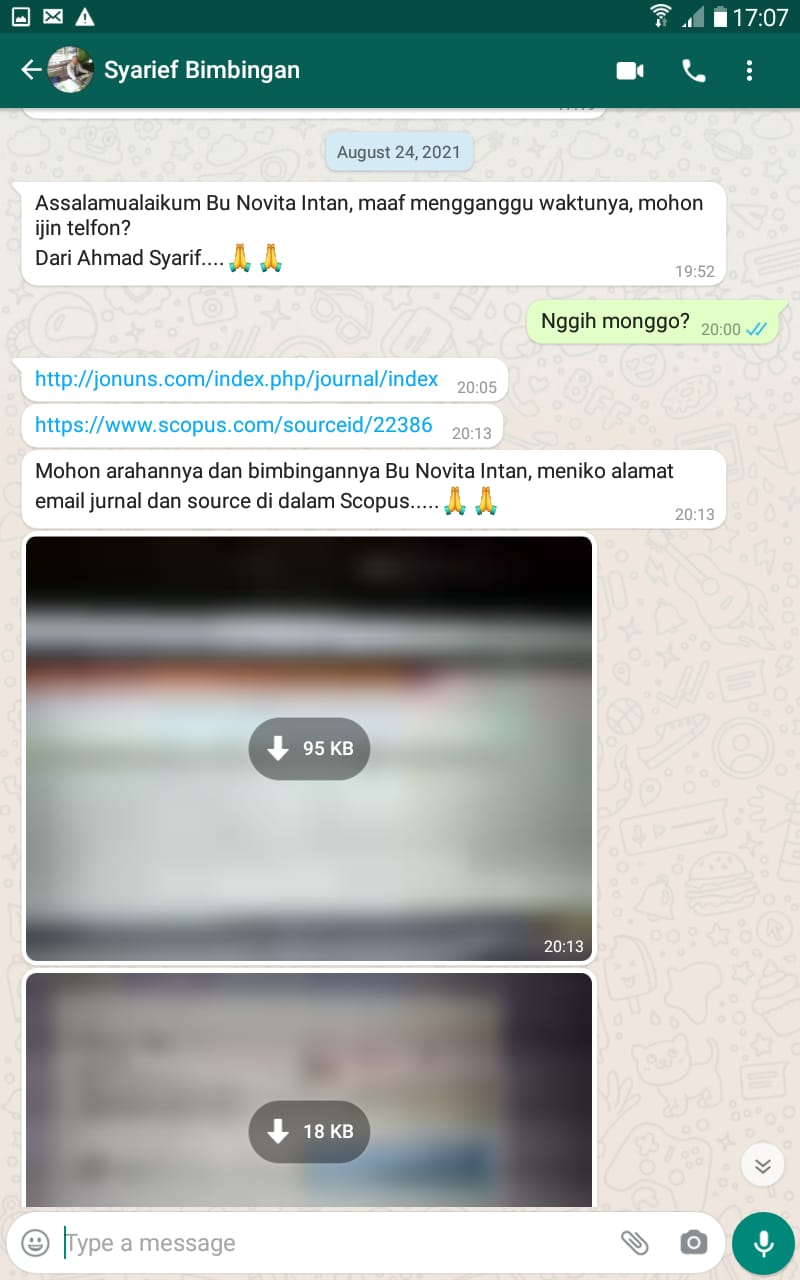 17:07
Syarief Bimbingan
August 24, 2021
Assalamualaikum Bu Novita Intan, maaf mengganggu waktunya, mohon
ijin telfon?
Dari Ahmad Syarif....🙏 🙏
19:52
Nggih monggo? 20:00
http://jonuns.com/index.php/journal/index 20:05
https://www.scopus.com/sourceid/22386 20:13
Mohon arahannya dan bimbingannya Bu Novita Intan, meniko alamat
email jurnal dan source di dalam Scopus.....🙏 🙏
20:13
95 KB
20:13
18 KB
Type a message